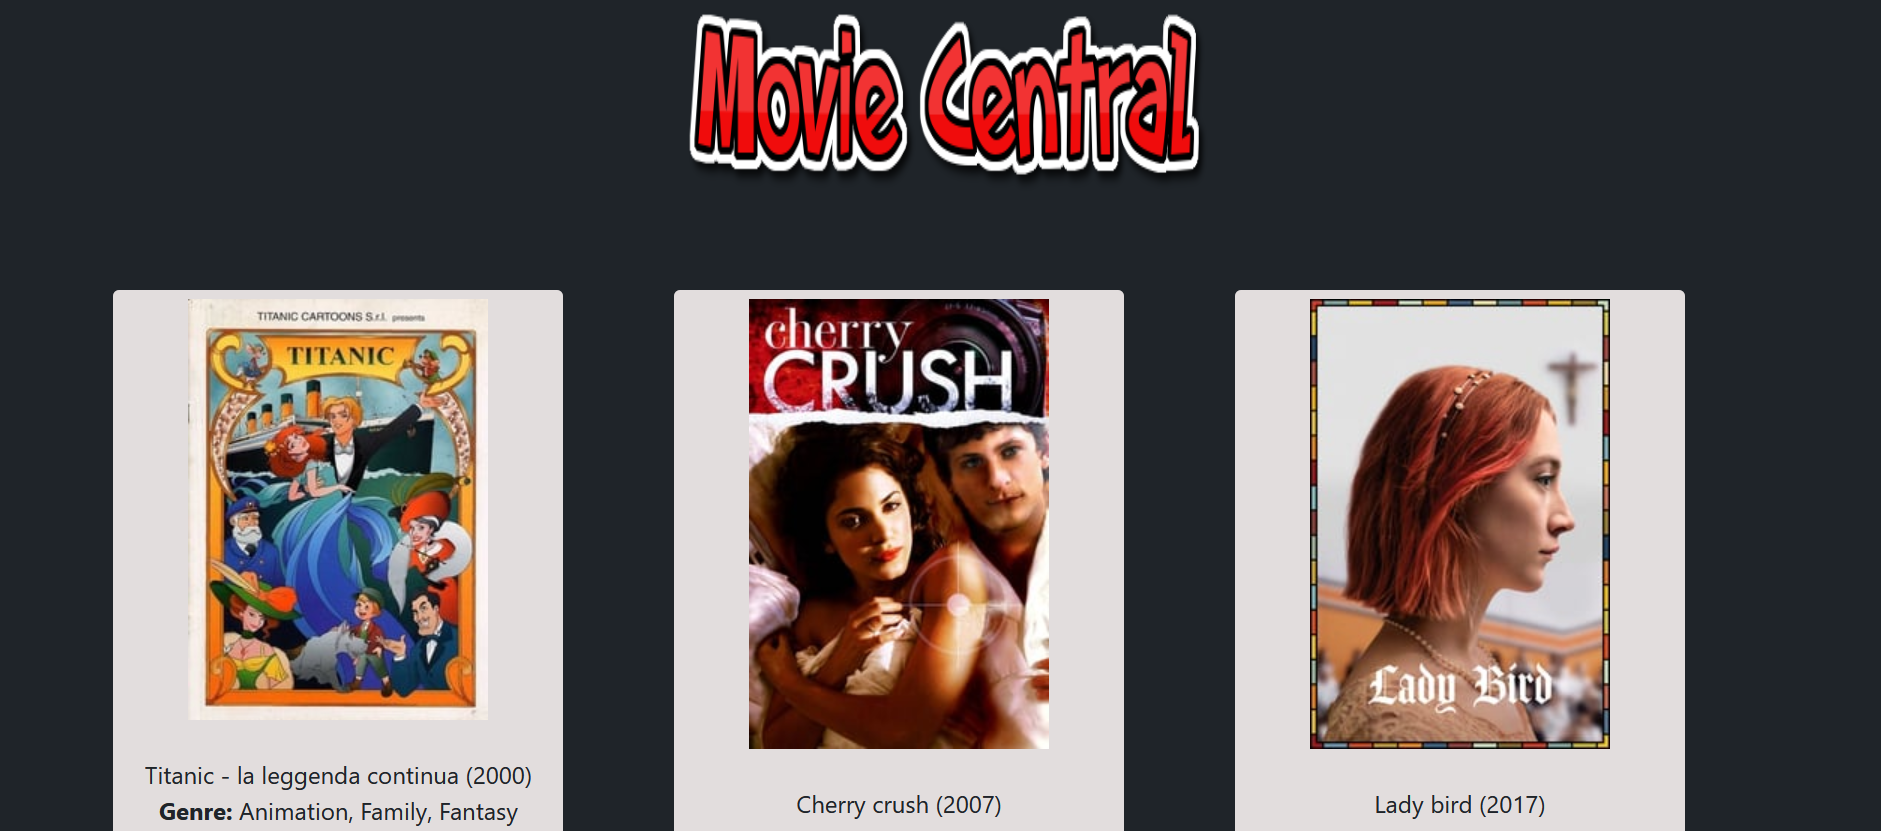 Movie Central
TITANIC CARTOONS S.r.l. presents
TITANIC
Titanic - la leggenda continua (2000)
Genre: Animation, Family, Fantasy
cherry
CRUSH
Cherry crush (2007)
Lady Bird
Lady bird (2017)